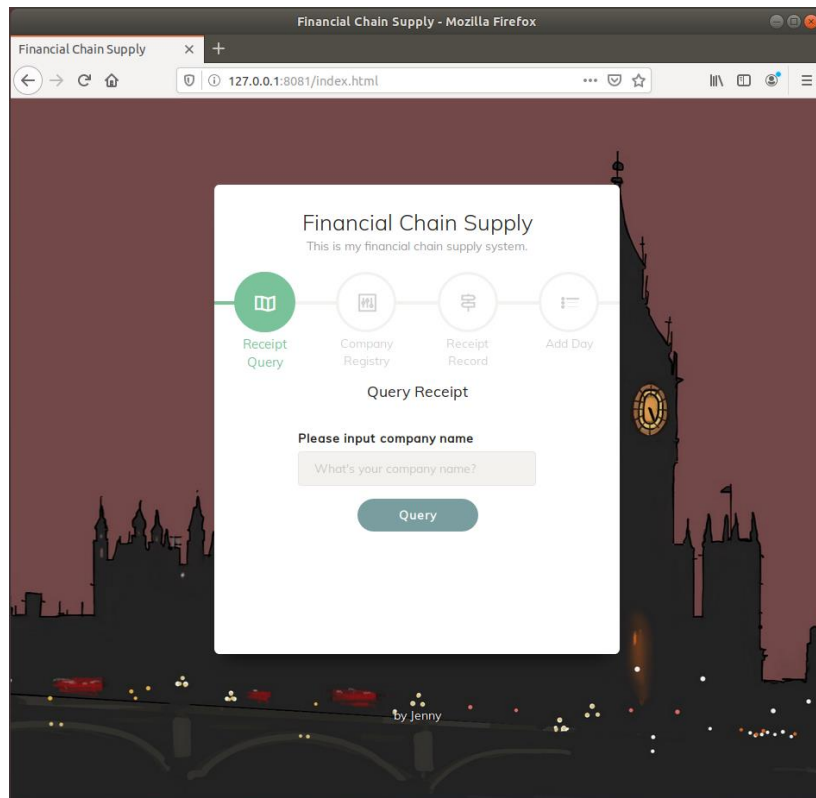 Financial Chain Supply - Mozilla Firefox
Financial Chain Supply
127.0.0.1:8081/index.html
Financial Chain Supply
This is my financial chain supply system.
Receipt
Query
Company
Registry
Receipt
Record
Add Day
Query Receipt
Please input company name
What's your company name?
Query
by Jenny